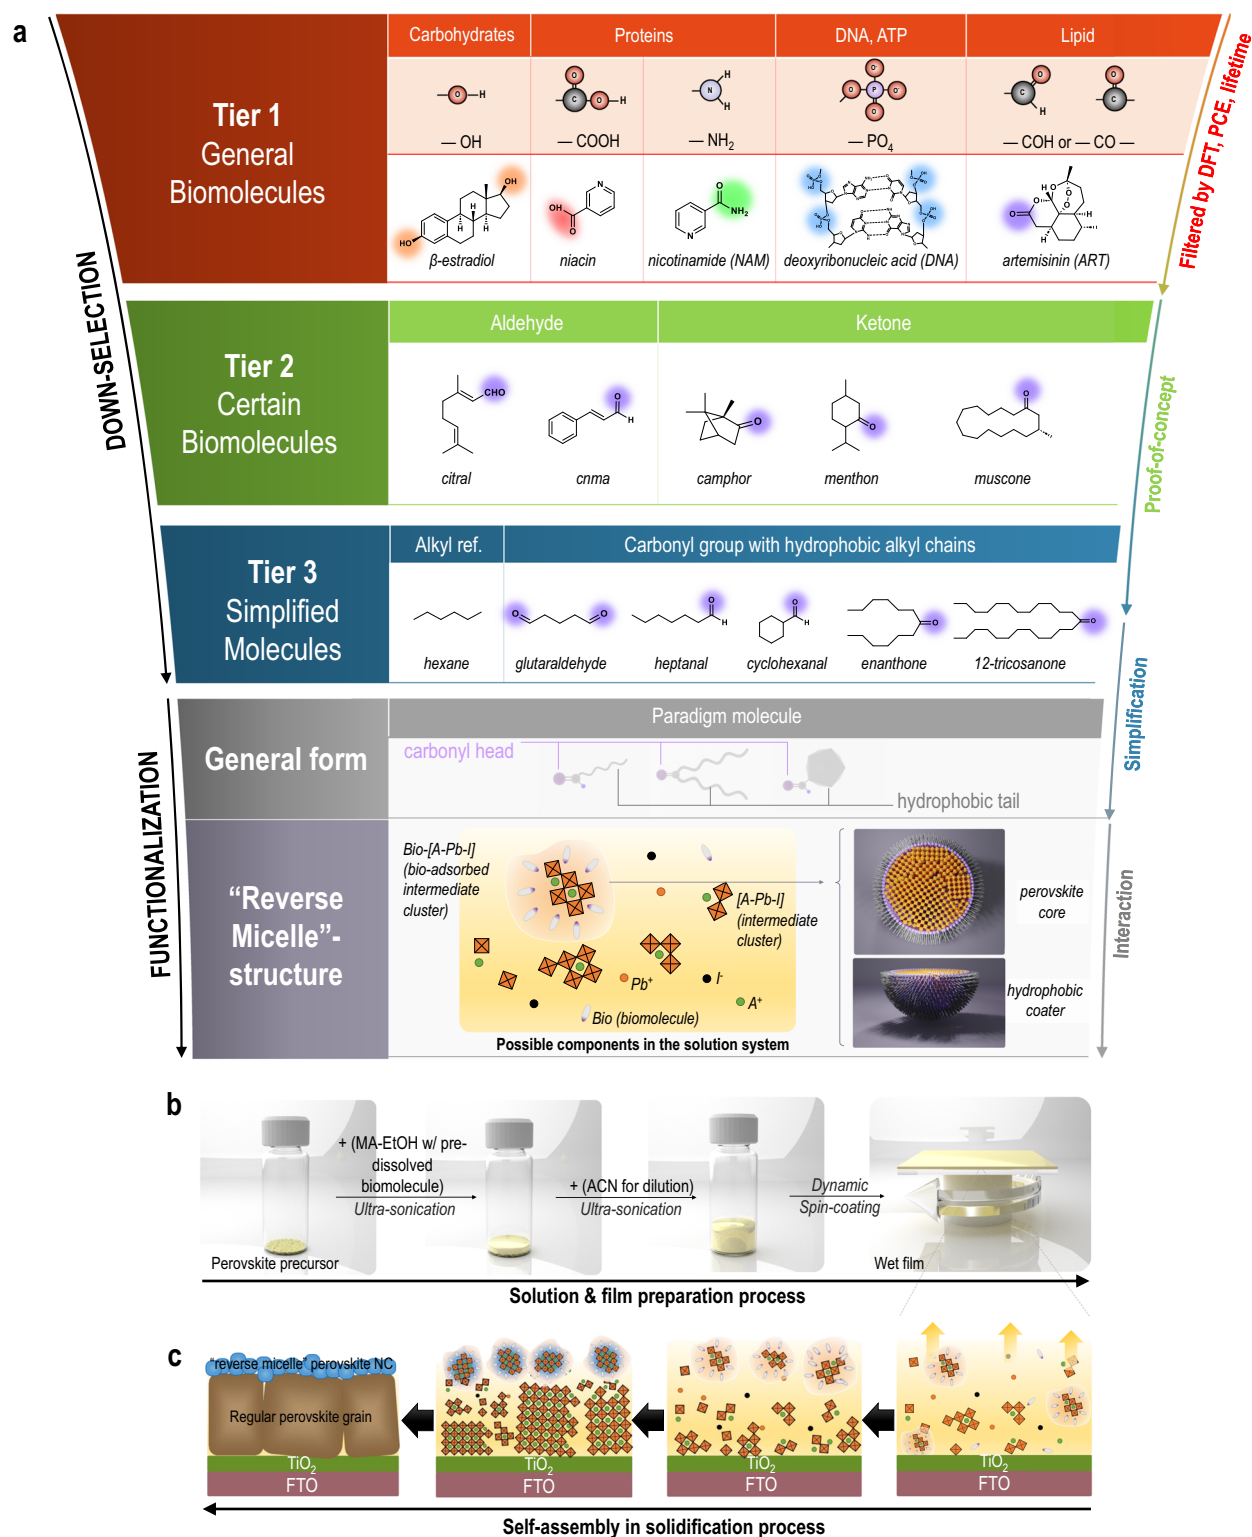 a
Carbohydrates
Proteins
DNA, ATP
Lipid
Tier 1
General
Biomolecules
O H
O C O H
N H H
O⁻ O P O⁻ O
C O H
O C
— OH
— COOH
— NH₂
— PO₄
— COH or — CO —
OH
HO
H H H
β-estradiol
OH
O
N
niacin
O
NH₂
N
nicotinamide (NAM)
deoxyribonucleic acid (DNA)
H
O
H
artemisinin (ART)
Filtered by DFT, PCE, lifetime
DOWN-SELECTION
Tier 2
Certain
Biomolecules
Aldehyde
Ketone
CHO
citral
O
H
cnma
O
camphor
O
menthon
O
muscone
Proof-of-concept
Tier 3
Simplified
Molecules
Alkyl ref.
Carbonyl group with hydrophobic alkyl chains
hexane
O O
glutaraldehyde
O
H
heptanal
O
H
cyclohexanal
O
enanthone
O
12-tricosanone
Simplification
FUNCTIONALIZATION
General form
Paradigm molecule
carbonyl head
hydrophobic tail
“Reverse
Micelle”-
structure
Bio-[A-Pb-I]
(bio-adsorbed
intermediate
cluster)
[A-Pb-I]
(intermediate
cluster)
Pb⁺
I⁻
A⁺
Bio (biomolecule)
Possible components in the solution system
perovskite
core
hydrophobic
coater
Interaction
b
+ (MA-EtOH w/ pre-
dissolved
biomolecule)
Ultra-sonication
+ (ACN for dilution)
Ultra-sonication
Dynamic
Spin-coating
Perovskite precursor
Wet film
Solution & film preparation process
c
“reverse micelle” perovskite NC
Regular perovskite grain
TiO₂
FTO
TiO₂
FTO
TiO₂
FTO
TiO₂
FTO
Self-assembly in solidification process